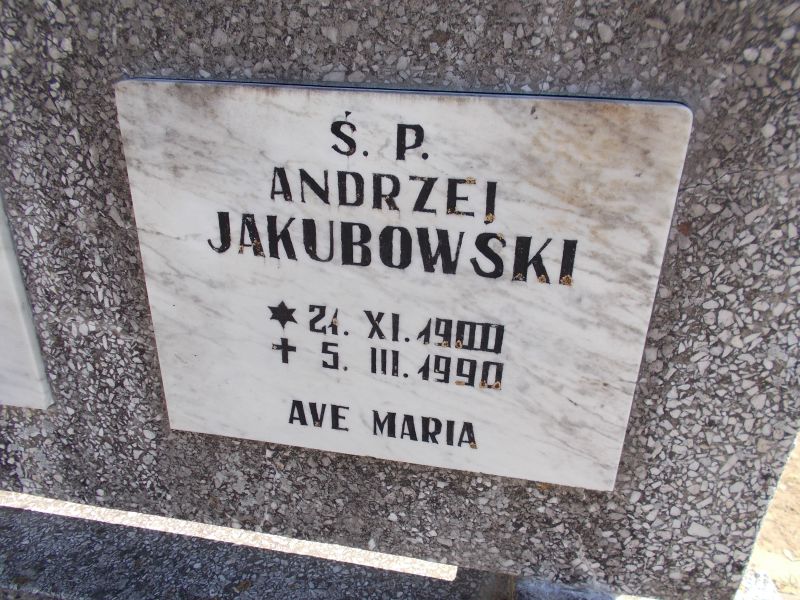 Ś. P.
ANDRZEJ
JAKUBOWSKI
✶ 21. XI. 1900
✝ 5. III. 1990
AVE MARIA